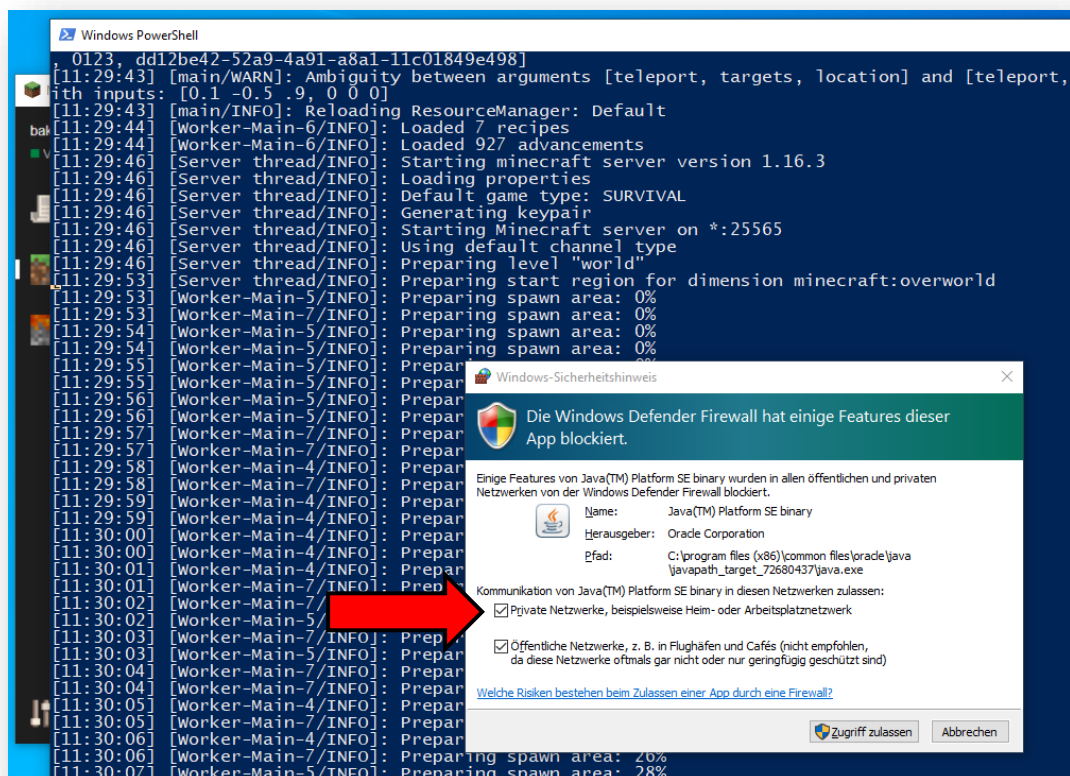 Windows PowerShell
, 0123, dd12be42-52a9-4a91-a8a1-11c01849e498]
[11:29:43] [main/WARN]: Ambiguity between arguments [teleport, targets, location] and [teleport,
ith inputs: [0.1 -0.5 .9, 0 0 0]
[11:29:43] [main/INFO]: Reloading ResourceManager: Default
[11:29:44] [Worker-Main-6/INFO]: Loaded 7 recipes
[11:29:44] [Worker-Main-6/INFO]: Loaded 927 advancements
[11:29:46] [Server thread/INFO]: Starting minecraft server version 1.16.3
[11:29:46] [Server thread/INFO]: Loading properties
[11:29:46] [Server thread/INFO]: Default game type: SURVIVAL
[11:29:46] [Server thread/INFO]: Generating keypair
[11:29:46] [Server thread/INFO]: Starting Minecraft server on *:25565
[11:29:46] [Server thread/INFO]: Using default channel type
[11:29:46] [Server thread/INFO]: Preparing level "world"
[11:29:53] [Server thread/INFO]: Preparing start region for dimension minecraft:overworld
[11:29:53] [Worker-Main-5/INFO]: Preparing spawn area: 0%
[11:29:53] [Worker-Main-7/INFO]: Preparing spawn area: 0%
[11:29:54] [Worker-Main-5/INFO]: Preparing spawn area: 0%
[11:29:54] [Worker-Main-5/INFO]: Preparing spawn area: 0%
[11:29:55] [Worker-Main-5/INFO]: Prepar
[11:29:55] [Worker-Main-7/INFO]: Prepar
[11:29:56] [Worker-Main-5/INFO]: Prepar
[11:29:56] [Worker-Main-5/INFO]: Prepar
[11:29:57] [Worker-Main-7/INFO]: Prepar
[11:29:57] [Worker-Main-7/INFO]: Prepar
[11:29:58] [Worker-Main-4/INFO]: Prepar
[11:29:58] [Worker-Main-7/INFO]: Prepar
[11:29:59] [Worker-Main-4/INFO]: Prepar
[11:29:59] [Worker-Main-4/INFO]: Prepar
[11:30:00] [Worker-Main-4/INFO]: Prepar
[11:30:00] [Worker-Main-4/INFO]: Prepar
[11:30:01] [Worker-Main-4/INFO]: Prepar
[11:30:01] [Worker-Main-7/INFO]: Prepar
[11:30:02] [Worker-Main-7/
[11:30:02] [Worker-Main-5/
[11:30:03] [Worker-Main-7/INFO]: Prepar
[11:30:03] [Worker-Main-5/INFO]: Prepar
[11:30:04] [Worker-Main-7/INFO]: Prepar
[11:30:04] [Worker-Main-7/INFO]: Prepar
[11:30:05] [Worker-Main-4/INFO]: Prepar
[11:30:05] [Worker-Main-7/INFO]: Prepar
[11:30:06] [Worker-Main-4/INFO]: Prepar
[11:30:06] [Worker-Main-7/INFO]: Preparing spawn area: 26%
[11:30:07] [Worker-Main-5/INFO]: Preparing spawn area: 28%
Windows-Sicherheitshinweis
Die Windows Defender Firewall hat einige Features dieser
App blockiert.
Einige Features von Java(TM) Platform SE binary wurden in allen öffentlichen und privaten
Netzwerken von der Windows Defender Firewall blockiert.
Name: Java(TM) Platform SE binary
Herausgeber: Oracle Corporation
Pfad: C:\program files (x86)\common files\oracle\java
\javapath_target_72680437\java.exe
Kommunikation von Java(TM) Platform SE binary in diesen Netzwerken zulassen:
Private Netzwerke, beispielsweise Heim- oder Arbeitsplatznetzwerk
Öffentliche Netzwerke, z. B. in Flughäfen und Cafés (nicht empfohlen,
da diese Netzwerke oftmals gar nicht oder nur geringfügig geschützt sind)
Welche Risiken bestehen beim Zulassen einer App durch eine Firewall?
Zugriff zulassen
Abbrechen